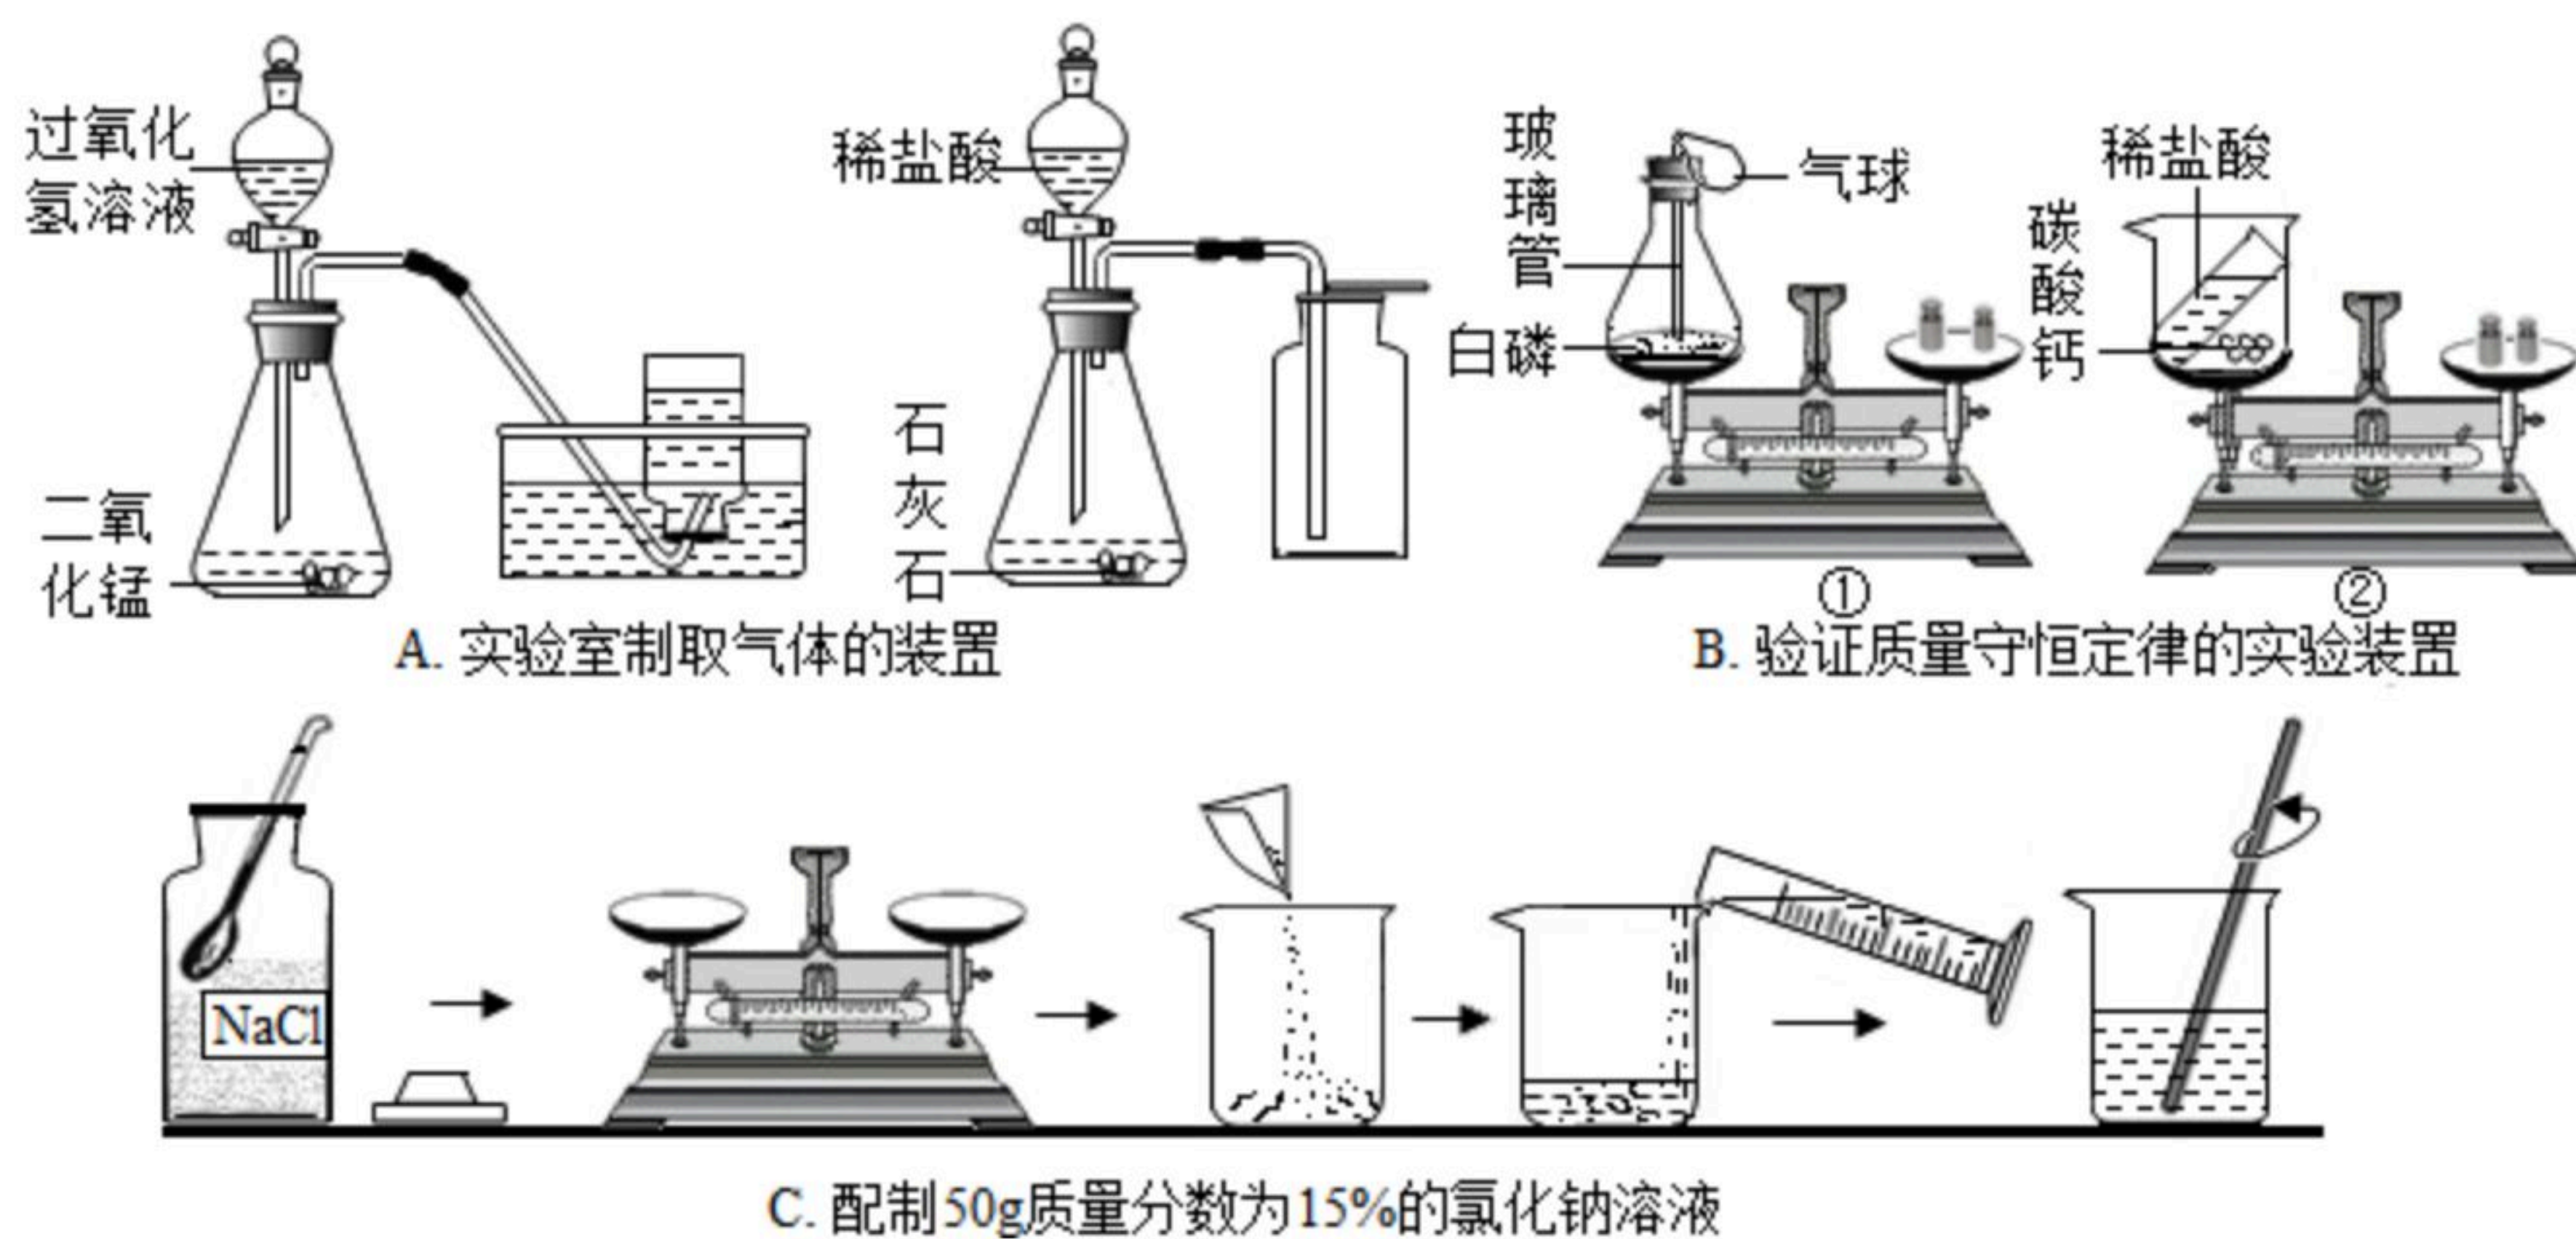 过氧化
氢溶液
二氧
化锰
稀盐酸
石
灰
石
A. 实验室制取气体的装置
玻
璃
管
气球
白磷
①
稀盐酸
碳
酸
钙
②
B. 验证质量守恒定律的实验装置
NaCl
C. 配制50g质量分数为15%的氯化钠溶液